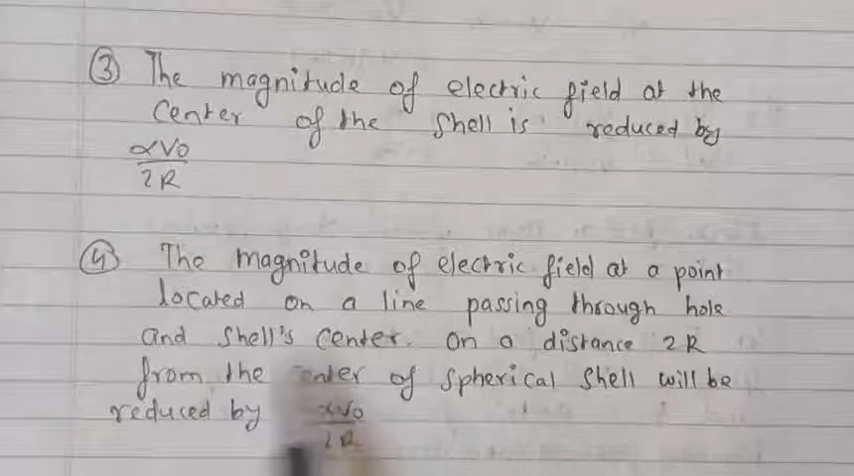 ③ The magnitude of electric field at the
Center of the Shell is reduced by
αV0
2R
④ The magnitude of electric field at a point
located on a line passing through hole
and shell's center. on a distance 2R
from the center of spherical shell will be
reduced by αV0
2R